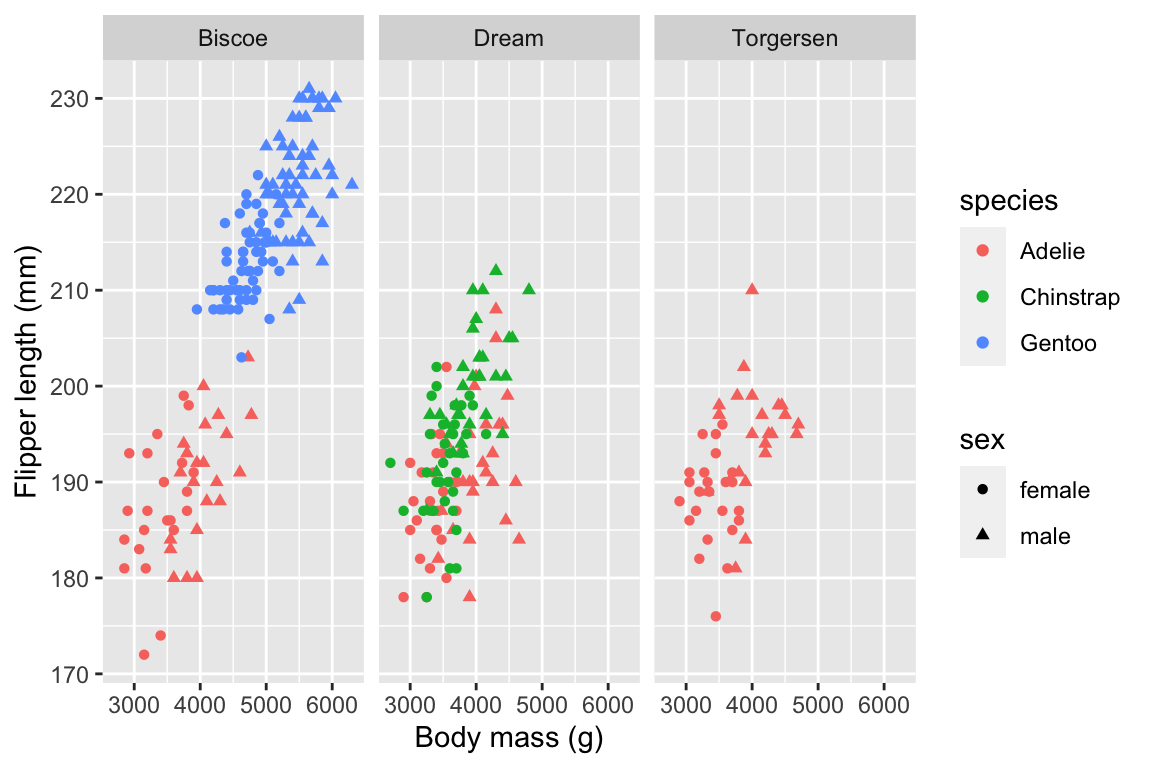 Biscoe
Dream
Torgersen
Flipper length (mm)
230
220
210
200
190
180
170
3000 4000 5000 6000
3000 4000 5000 6000
3000 4000 5000 6000
Body mass (g)
species
Adelie
Chinstrap
Gentoo
sex
female
male